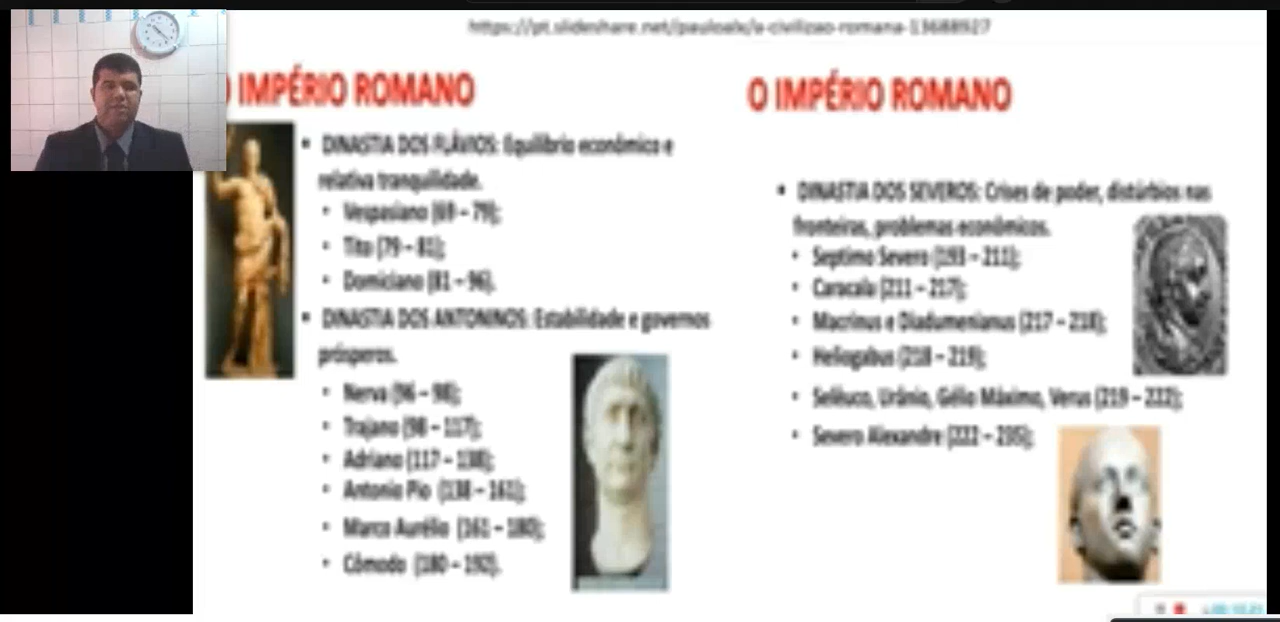 https://pt.slideshare.net/pauloalx/a-civilizao-romana-13688927
O IMPÉRIO ROMANO
• DINASTIA DOS FLÁVIOS: Equilíbrio econômico e
relativa tranquilidade.
• Vespasiano (69 – 79);
• Tito (79 – 81);
• Domiciano (81 – 96).
• DINASTIA DOS ANTONINOS: Estabilidade e governos
prósperos.
• Nerva (96 – 98);
• Trajano (98 – 117);
• Adriano (117 – 138);
• Antonio Pio (138 – 161);
• Marco Aurélio (161 – 180);
• Cômodo (180 – 192).
O IMPÉRIO ROMANO
• DINASTIA DOS SEVEROS: Crises de poder, distúrbios nas
fronteiras, problemas econômicos.
• Septimo Severo (193 – 211);
• Caracala (211 – 217);
• Macrinus e Diadumenianus (217 – 218);
• Heliogabus (218 – 219);
• Selêuco, Urânio, Gélio Máximo, Verus (219 – 222);
• Severo Alexandre (222 – 235);